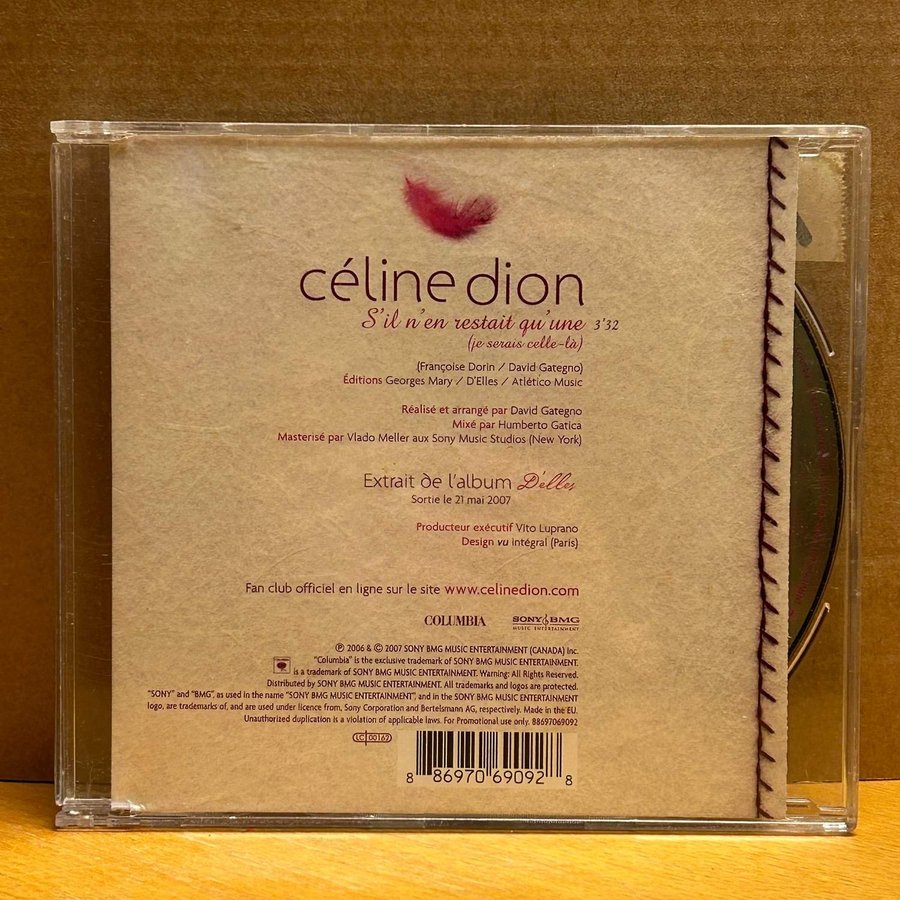 céline dion
S'il n'en restait qu'une 3'32
(je serais celle-là)
(Françoise Dorin / David Gategno)
Éditions Georges Mary / D'Elles / Atlético Music
Réalisé et arrangé par David Gategno
Mixé par Humberto Gatica
Masterisé par Vlado Meller aux Sony Music Studios (New York)
Extrait de l'album D'elles
Sortie le 21 mai 2007
Producteur exécutif Vito Luprano
Design vu intégral (Paris)
Fan club officiel en ligne sur le site www.celinedion.com
COLUMBIA SONY BMG
MUSIC ENTERTAINMENT
℗ 2006 & © 2007 SONY BMG MUSIC ENTERTAINMENT (CANADA) Inc.
"Columbia" is the exclusive trademark of SONY BMG MUSIC ENTERTAINMENT.
is a trademark of SONY BMG MUSIC ENTERTAINMENT. Warning: All Rights Reserved.
Distributed by SONY BMG MUSIC ENTERTAINMENT. All trademarks and logos are protected.
"SONY" and "BMG", as used in the name "SONY BMG MUSIC ENTERTAINMENT", and in the SONY BMG MUSIC ENTERTAINMENT
logo, are trademarks of, and are used under licence from, Sony Corporation and Bertelsmann AG, respectively. Made in the EU.
Unauthorized duplication is a violation of applicable laws. For Promotional use only. 88697069092
LC 00162
8 86970 69092 8